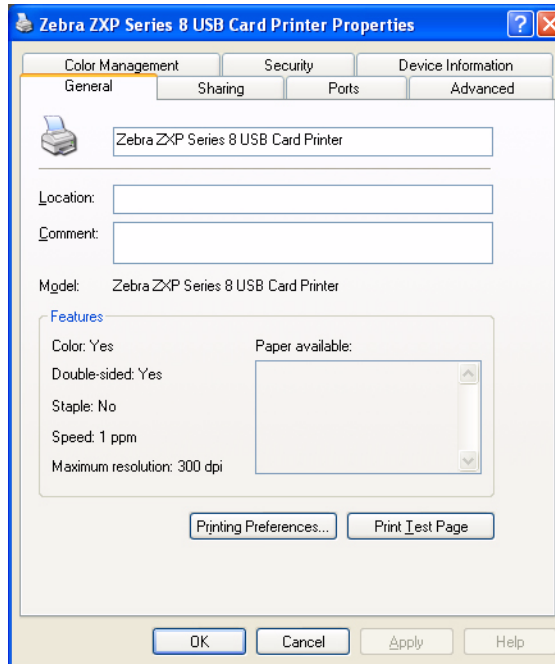 Zebra ZXP Series 8 USB Card Printer Properties
Color Management Security Device Information
General Sharing Ports Advanced
Zebra ZXP Series 8 USB Card Printer
Location:
Comment:
Model: Zebra ZXP Series 8 USB Card Printer
Features
Color: Yes Paper available:
Double-sided: Yes
Staple: No
Speed: 1 ppm
Maximum resolution: 300 dpi
Printing Preferences... Print Test Page
OK Cancel Apply Help